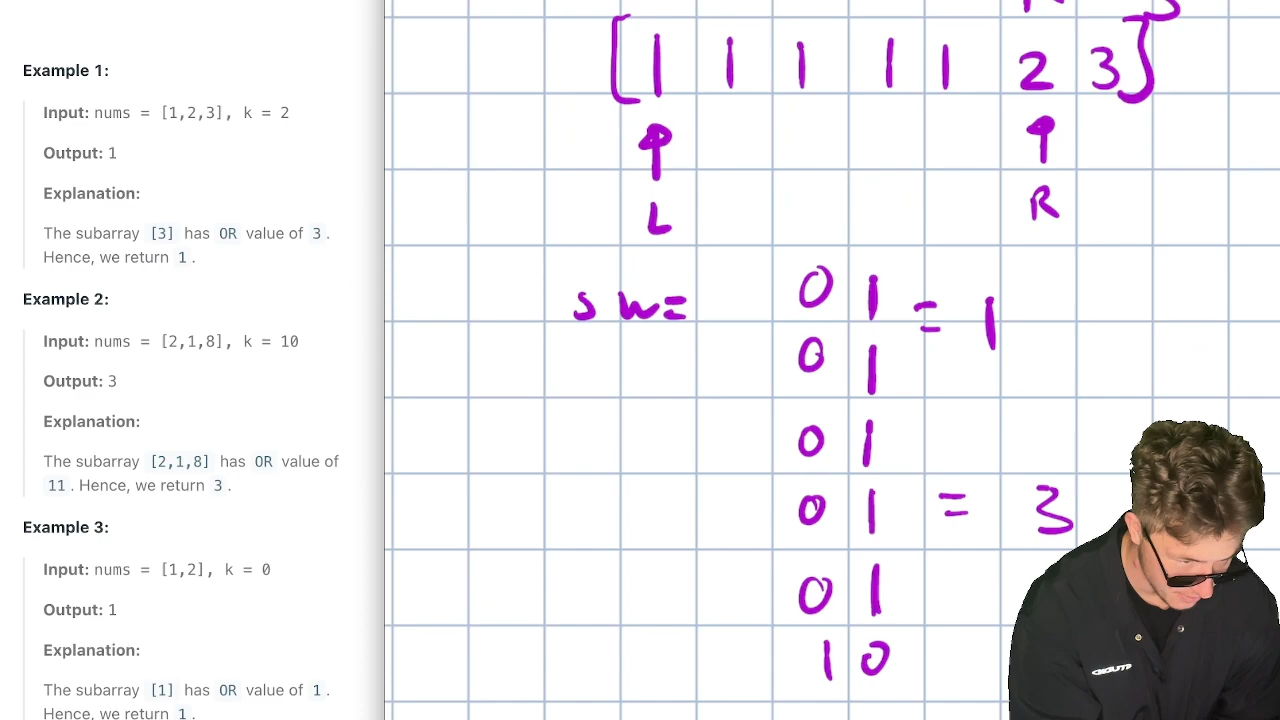 Example 1:
Input: nums = [1,2,3], k = 2
Output: 1
Explanation:
The subarray [3] has OR value of 3.
Hence, we return 1.
Example 2:
Input: nums = [2,1,8], k = 10
Output: 3
Explanation:
The subarray [2,1,8] has OR value of
11. Hence, we return 3.
Example 3:
Input: nums = [1,2], k = 0
Output: 1
Explanation:
The subarray [1] has OR value of 1.
Hence, we return 1.
[1 1 1 1 1 2 3]
L R
sw= 0 1 = 1
0 1
0 1
0 1 = 3
0 1
1 0